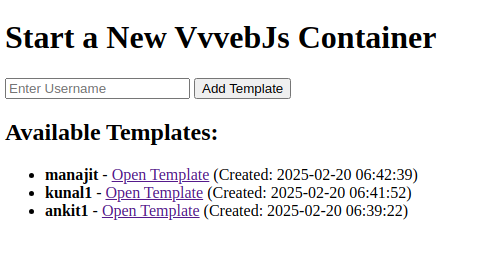 Start a New VvvebJs Container
Enter Username Add Template
Available Templates:
manajit - Open Template (Created: 2025-02-20 06:42:39)
kunal1 - Open Template (Created: 2025-02-20 06:41:52)
ankit1 - Open Template (Created: 2025-02-20 06:39:22)